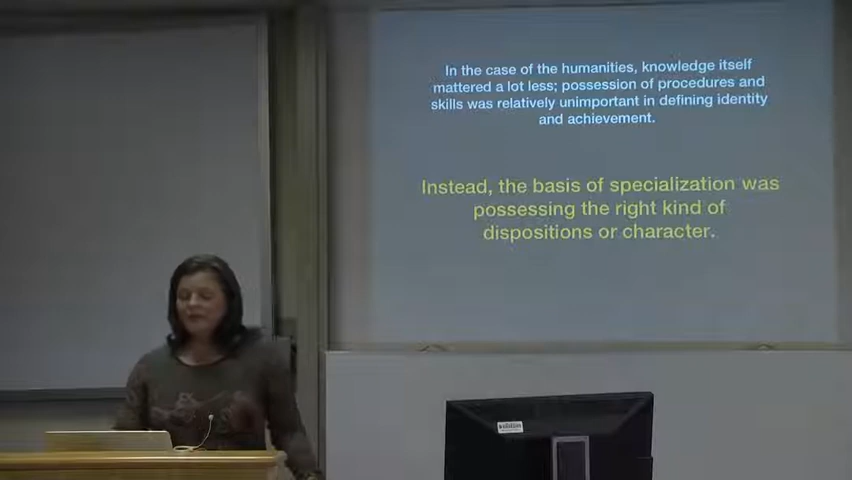 In the case of the humanities, knowledge itself
mattered a lot less; possession of procedures and
skills was relatively unimportant in defining identity
and achievement.
Instead, the basis of specialization was
possessing the right kind of
dispositions or character.